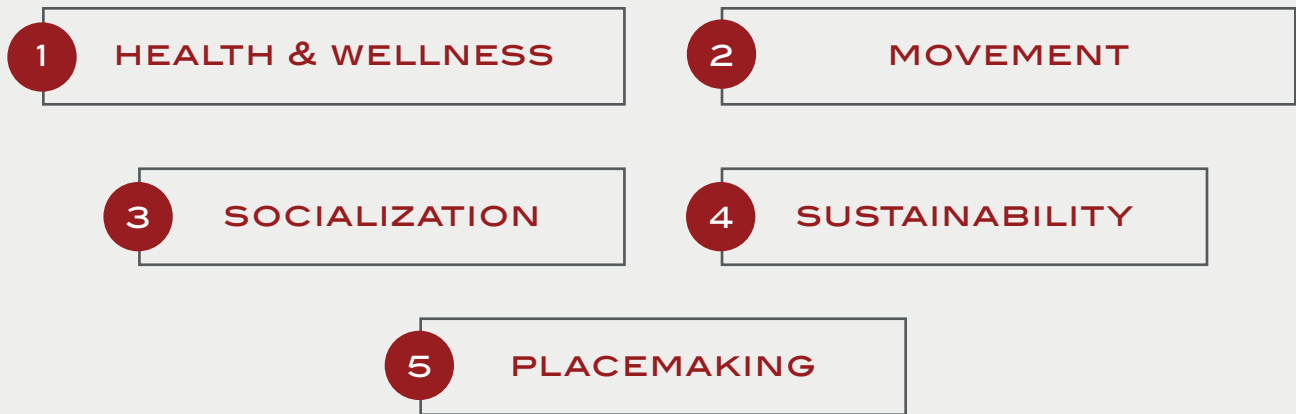 1 HEALTH & WELLNESS
2 MOVEMENT
3 SOCIALIZATION
4 SUSTAINABILITY
5 PLACEMAKING